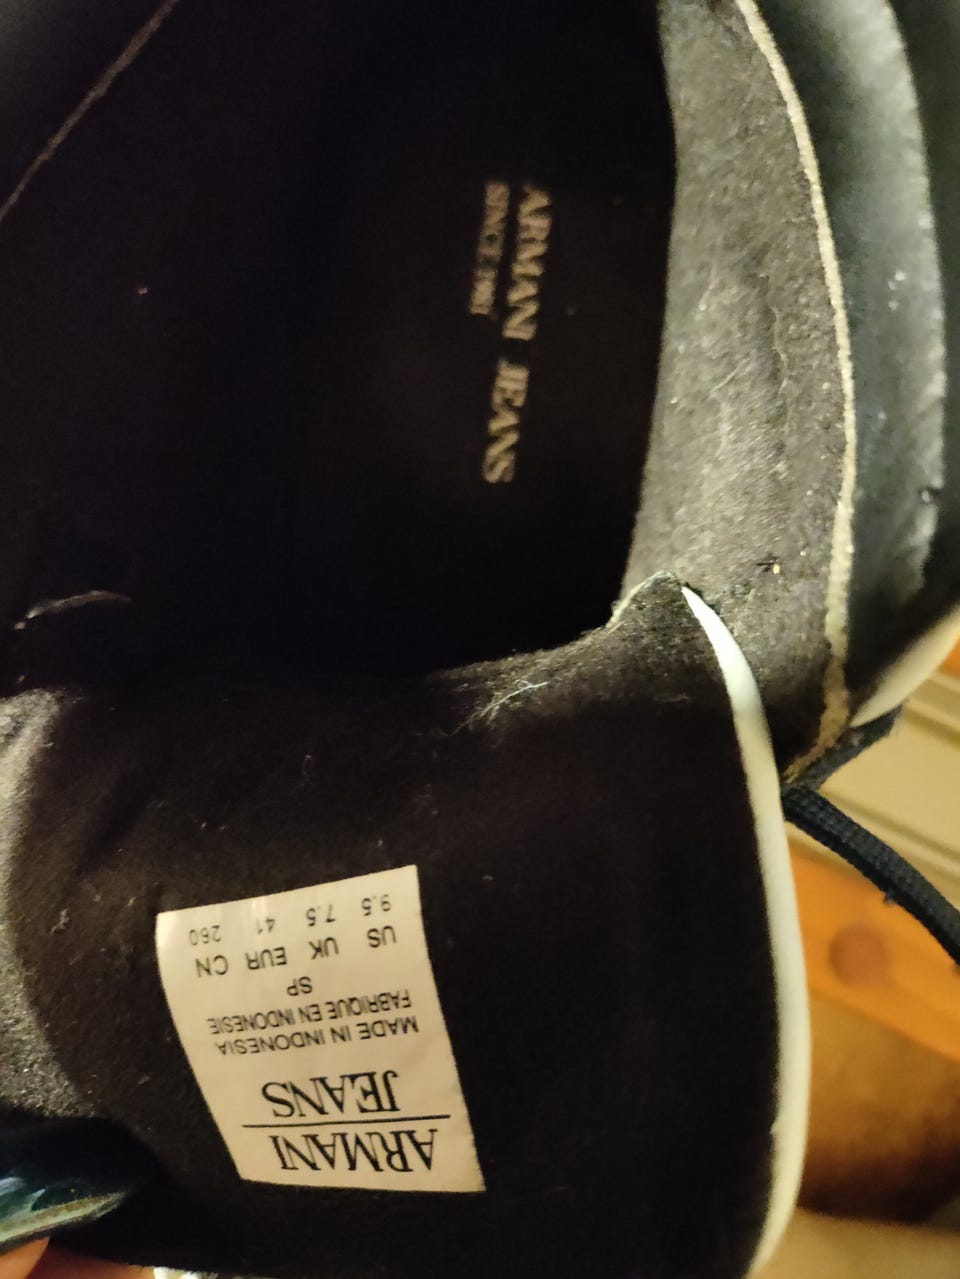 ARMANI JEANS
SINCE 1981
ARMANI
JEANS
MADE IN INDONESIA
FABRIQUE EN INDONESIE
SP
US UK EUR CN
9.5 7.5 41 260